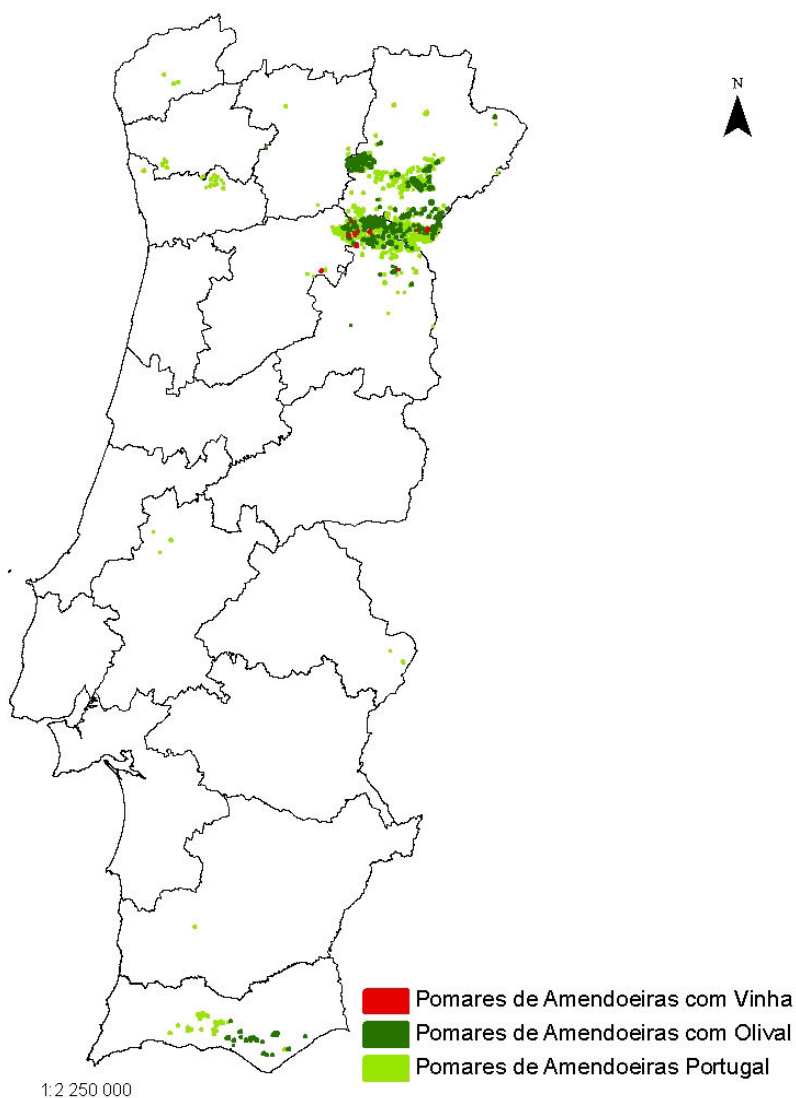 N
Pomares de Amendoeiras com Vinha
Pomares de Amendoeiras com Olival
Pomares de Amendoeiras Portugal
1:2 250 000